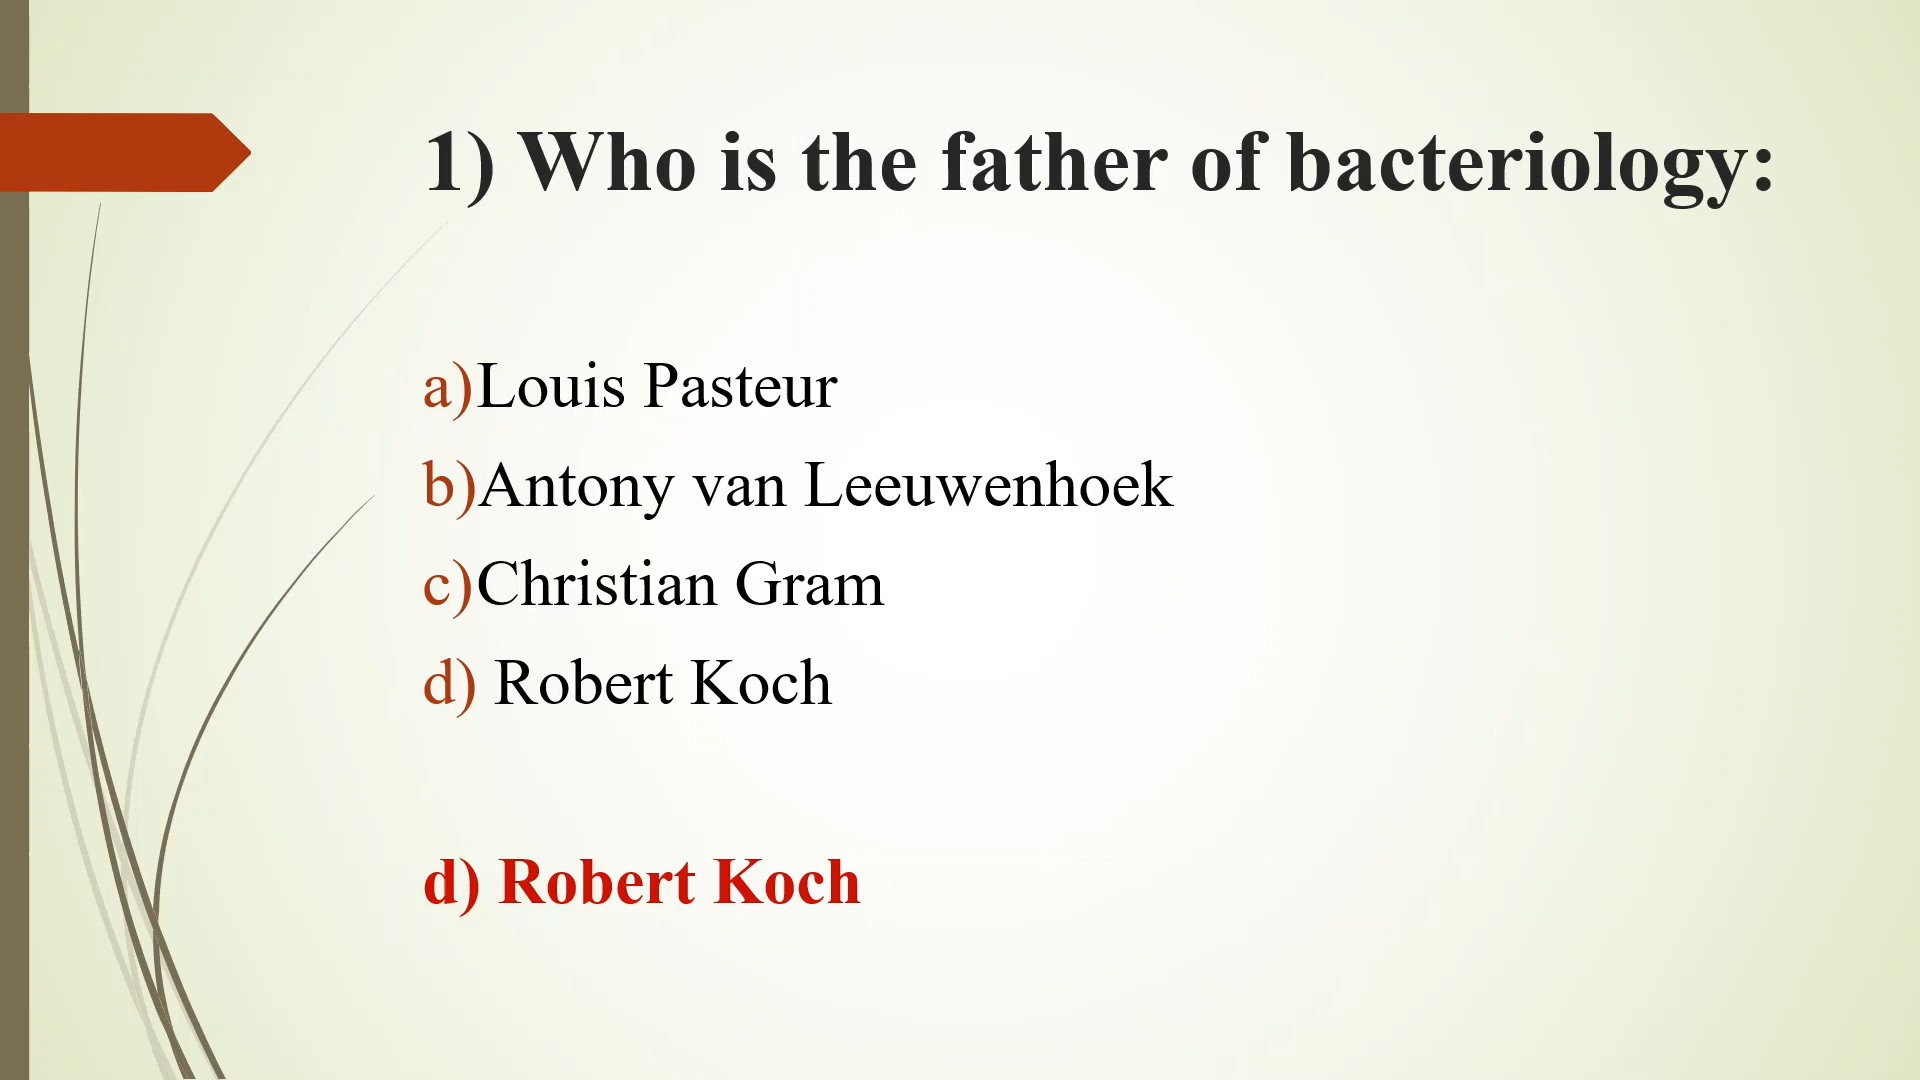 1) Who is the father of bacteriology:
a)Louis Pasteur
b)Antony van Leeuwenhoek
c)Christian Gram
d) Robert Koch
d) Robert Koch